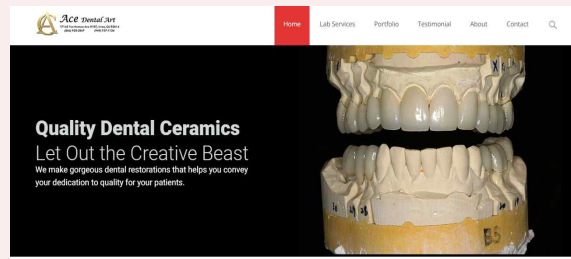 Ace Dental Art
Home
Lab Services
Portfolio
Testimonial
About
Contact
Quality Dental Ceramics
Let Out the Creative Beast
We make gorgeous dental restorations that helps you convey
your dedication to quality for your patients.
X